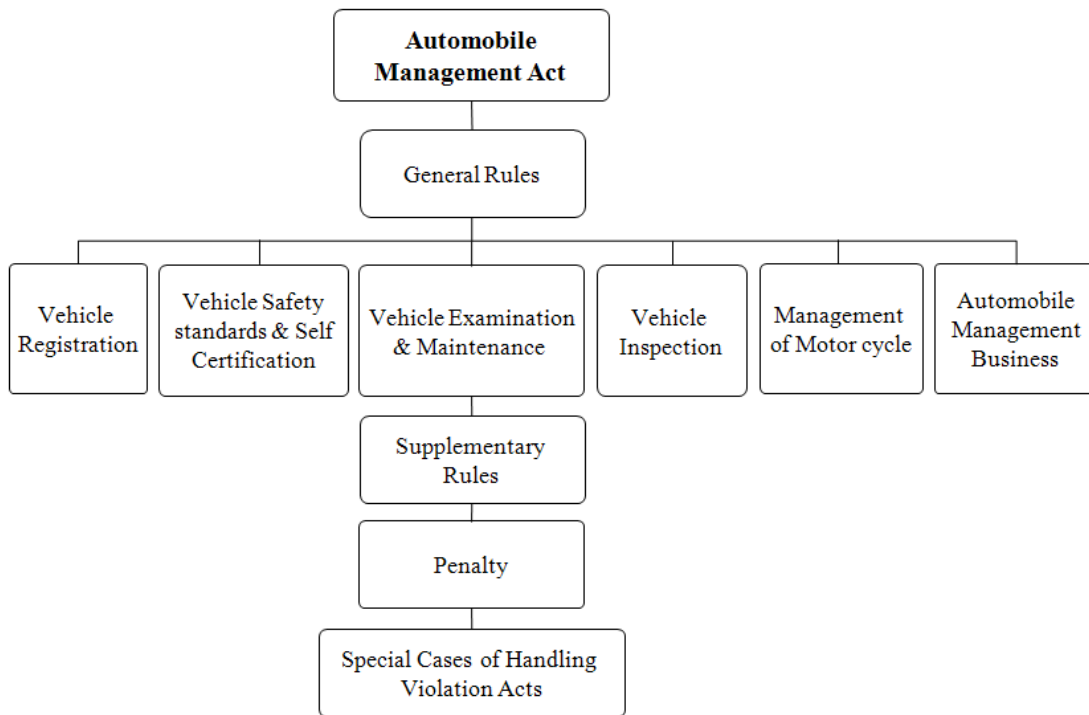 Automobile
Management Act
General Rules
Vehicle
Registration
Vehicle Safety
standards & Self
Certification
Vehicle Examination
& Maintenance
Vehicle
Inspection
Management
of Motor cycle
Automobile
Management
Business
Supplementary
Rules
Penalty
Special Cases of Handling
Violation Acts